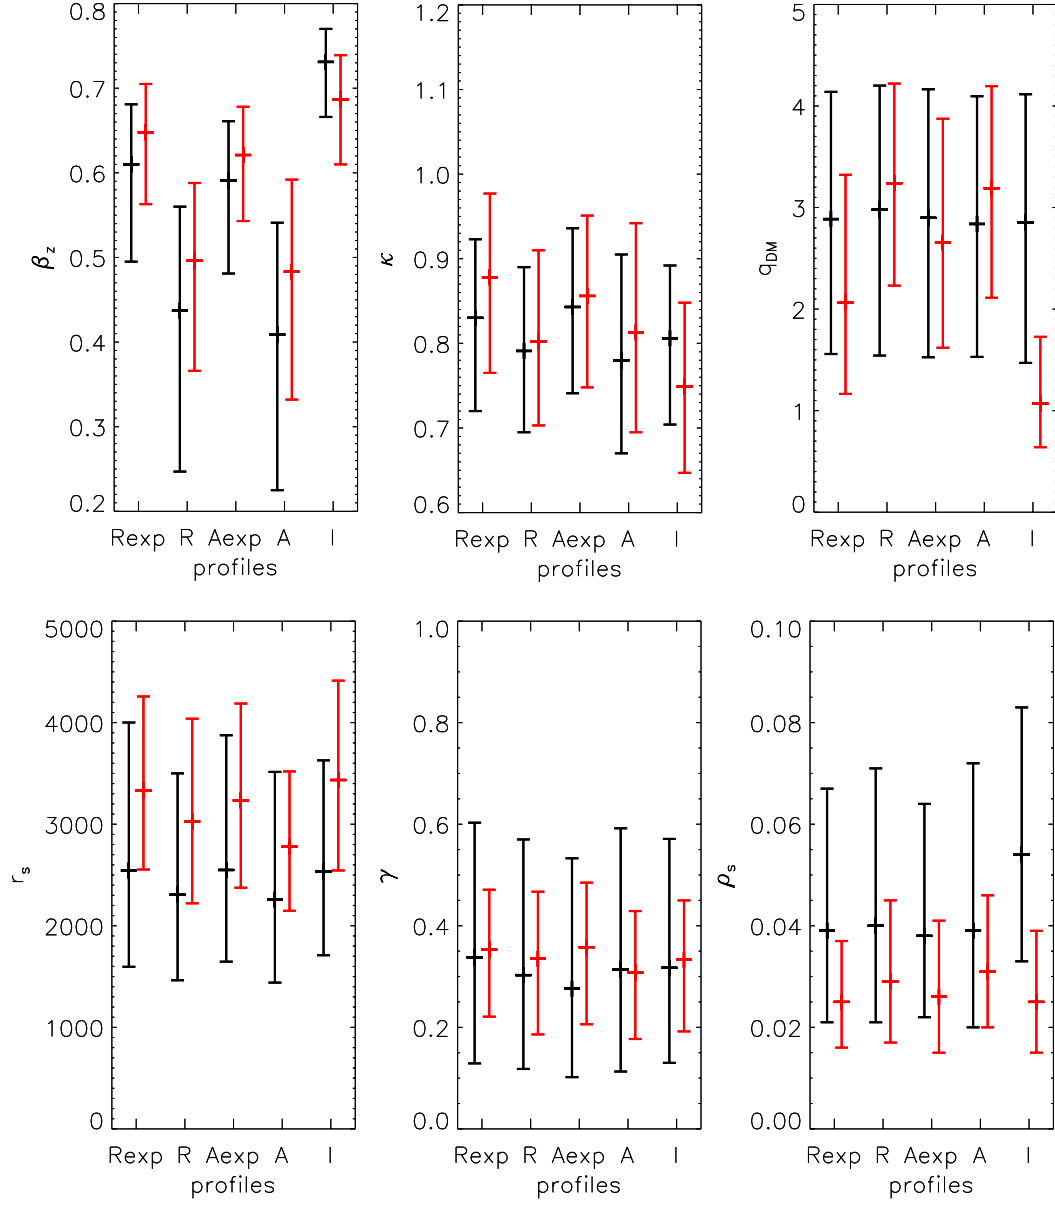 0.8
0.7
0.6
0.5
0.4
0.3
0.2
β_z
Rexp R Aexp A I
profiles
1.2
1.1
1.0
0.9
0.8
0.7
0.6
κ
Rexp R Aexp A I
profiles
5
4
3
2
1
0
q_DM
Rexp R Aexp A I
profiles
5000
4000
3000
2000
1000
0
r_s
Rexp R Aexp A I
profiles
1.0
0.8
0.6
0.4
0.2
0.0
γ
Rexp R Aexp A I
profiles
0.10
0.08
0.06
0.04
0.02
0.00
ρ_s
Rexp R Aexp A I
profiles